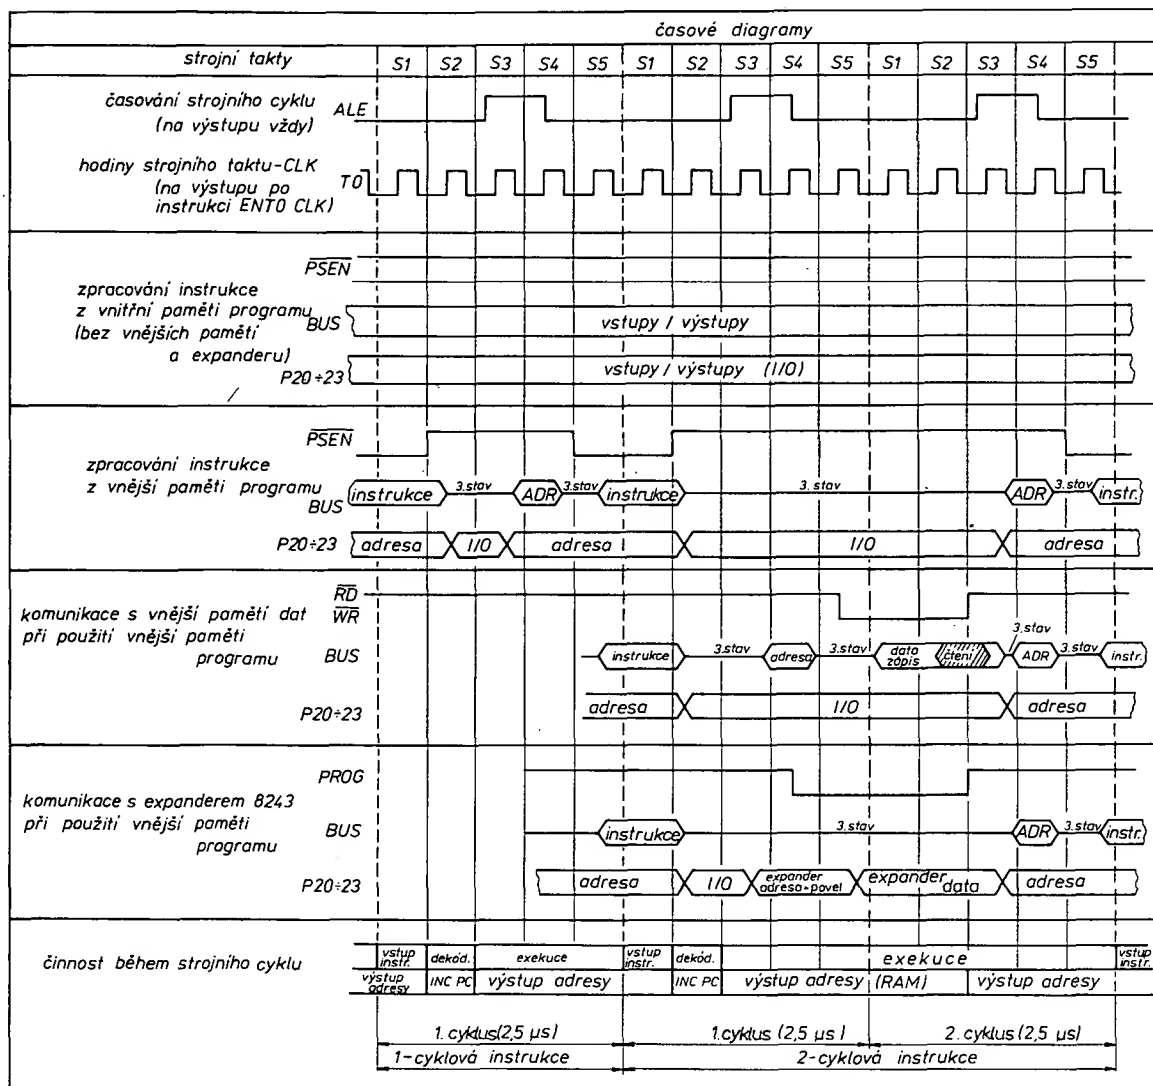 časové diagramy
strojní takty S1 S2 S3 S4 S5 S1 S2 S3 S4 S5 S1 S2 S3 S4 S5
časování strojního cyklu
(na výstupu vždy)
ALE
hodiny strojního taktu-CLK
(na výstupu po
instrukci ENT0 CLK)
T0
PSEN
zpracování instrukce
z vnitřní paměti programu
(bez vnějších pamětí
a expanderu)
BUS vstupy / výstupy
P20÷23 vstupy / výstupy (I/O)
PSEN
zpracování instrukce
z vnější paměti programu
BUS instrukce 3.stav ADR 3.stav instrukce 3.stav ADR 3.stav instr.
P20÷23 adresa I/O adresa I/O adresa
RD
WR
komunikace s vnější pamětí dat
při použití vnější paměti
programu
3.stav
BUS instrukce 3.stav adresa 3.stav data zápis čtení ADR 3.stav instr.
P20÷23 adresa I/O adresa
PROG
komunikace s expanderem 8243
při použití vnější paměti
programu
BUS instrukce 3.stav ADR 3.stav instr.
P20÷23 adresa I/O expander adresa+povel expander data adresa
činnost během strojního cyklu
vstup instr. dekód. exekuce vstup instr. dekód. exekuce vstup instr.
výstup adresy INC PC výstup adresy INC PC výstup adresy (RAM) výstup adresy
1. cyklus (2,5 µs) 1. cyklus (2,5 µs) 2. cyklus (2,5 µs)
1-cyklová instrukce 2-cyklová instrukce